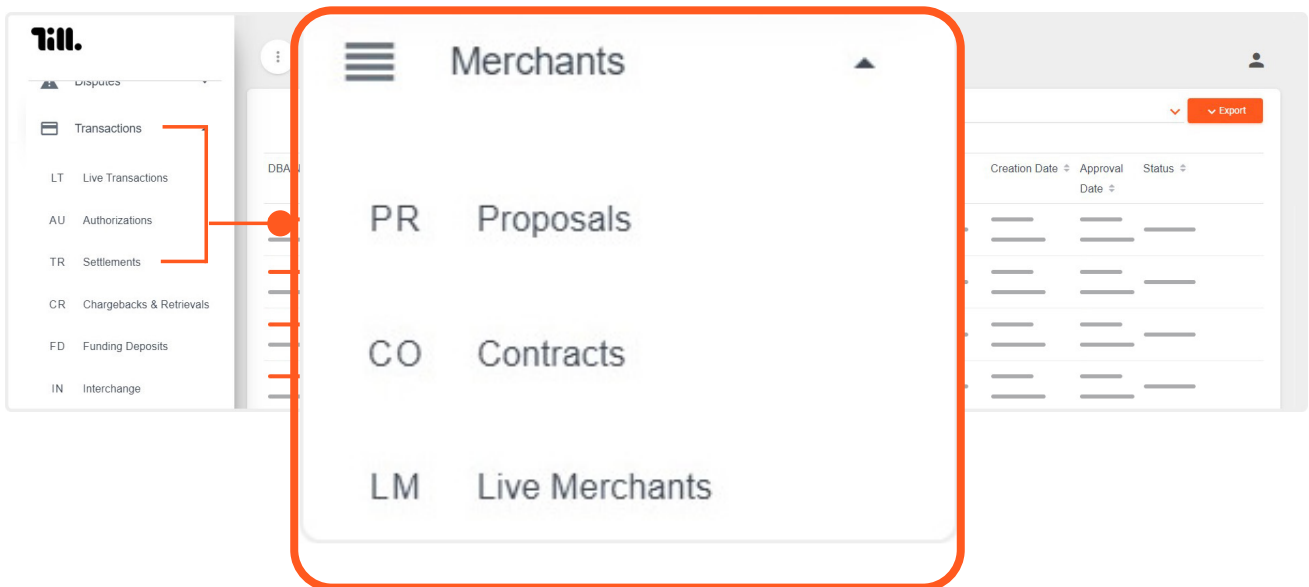 Till.
Disputes
Transactions
LT Live Transactions
AU Authorizations
TR Settlements
CR Chargebacks & Retrievals
FD Funding Deposits
IN Interchange
Merchants
PR Proposals
CO Contracts
LM Live Merchants
Export
DBA
Creation Date
Approval
Date
Status